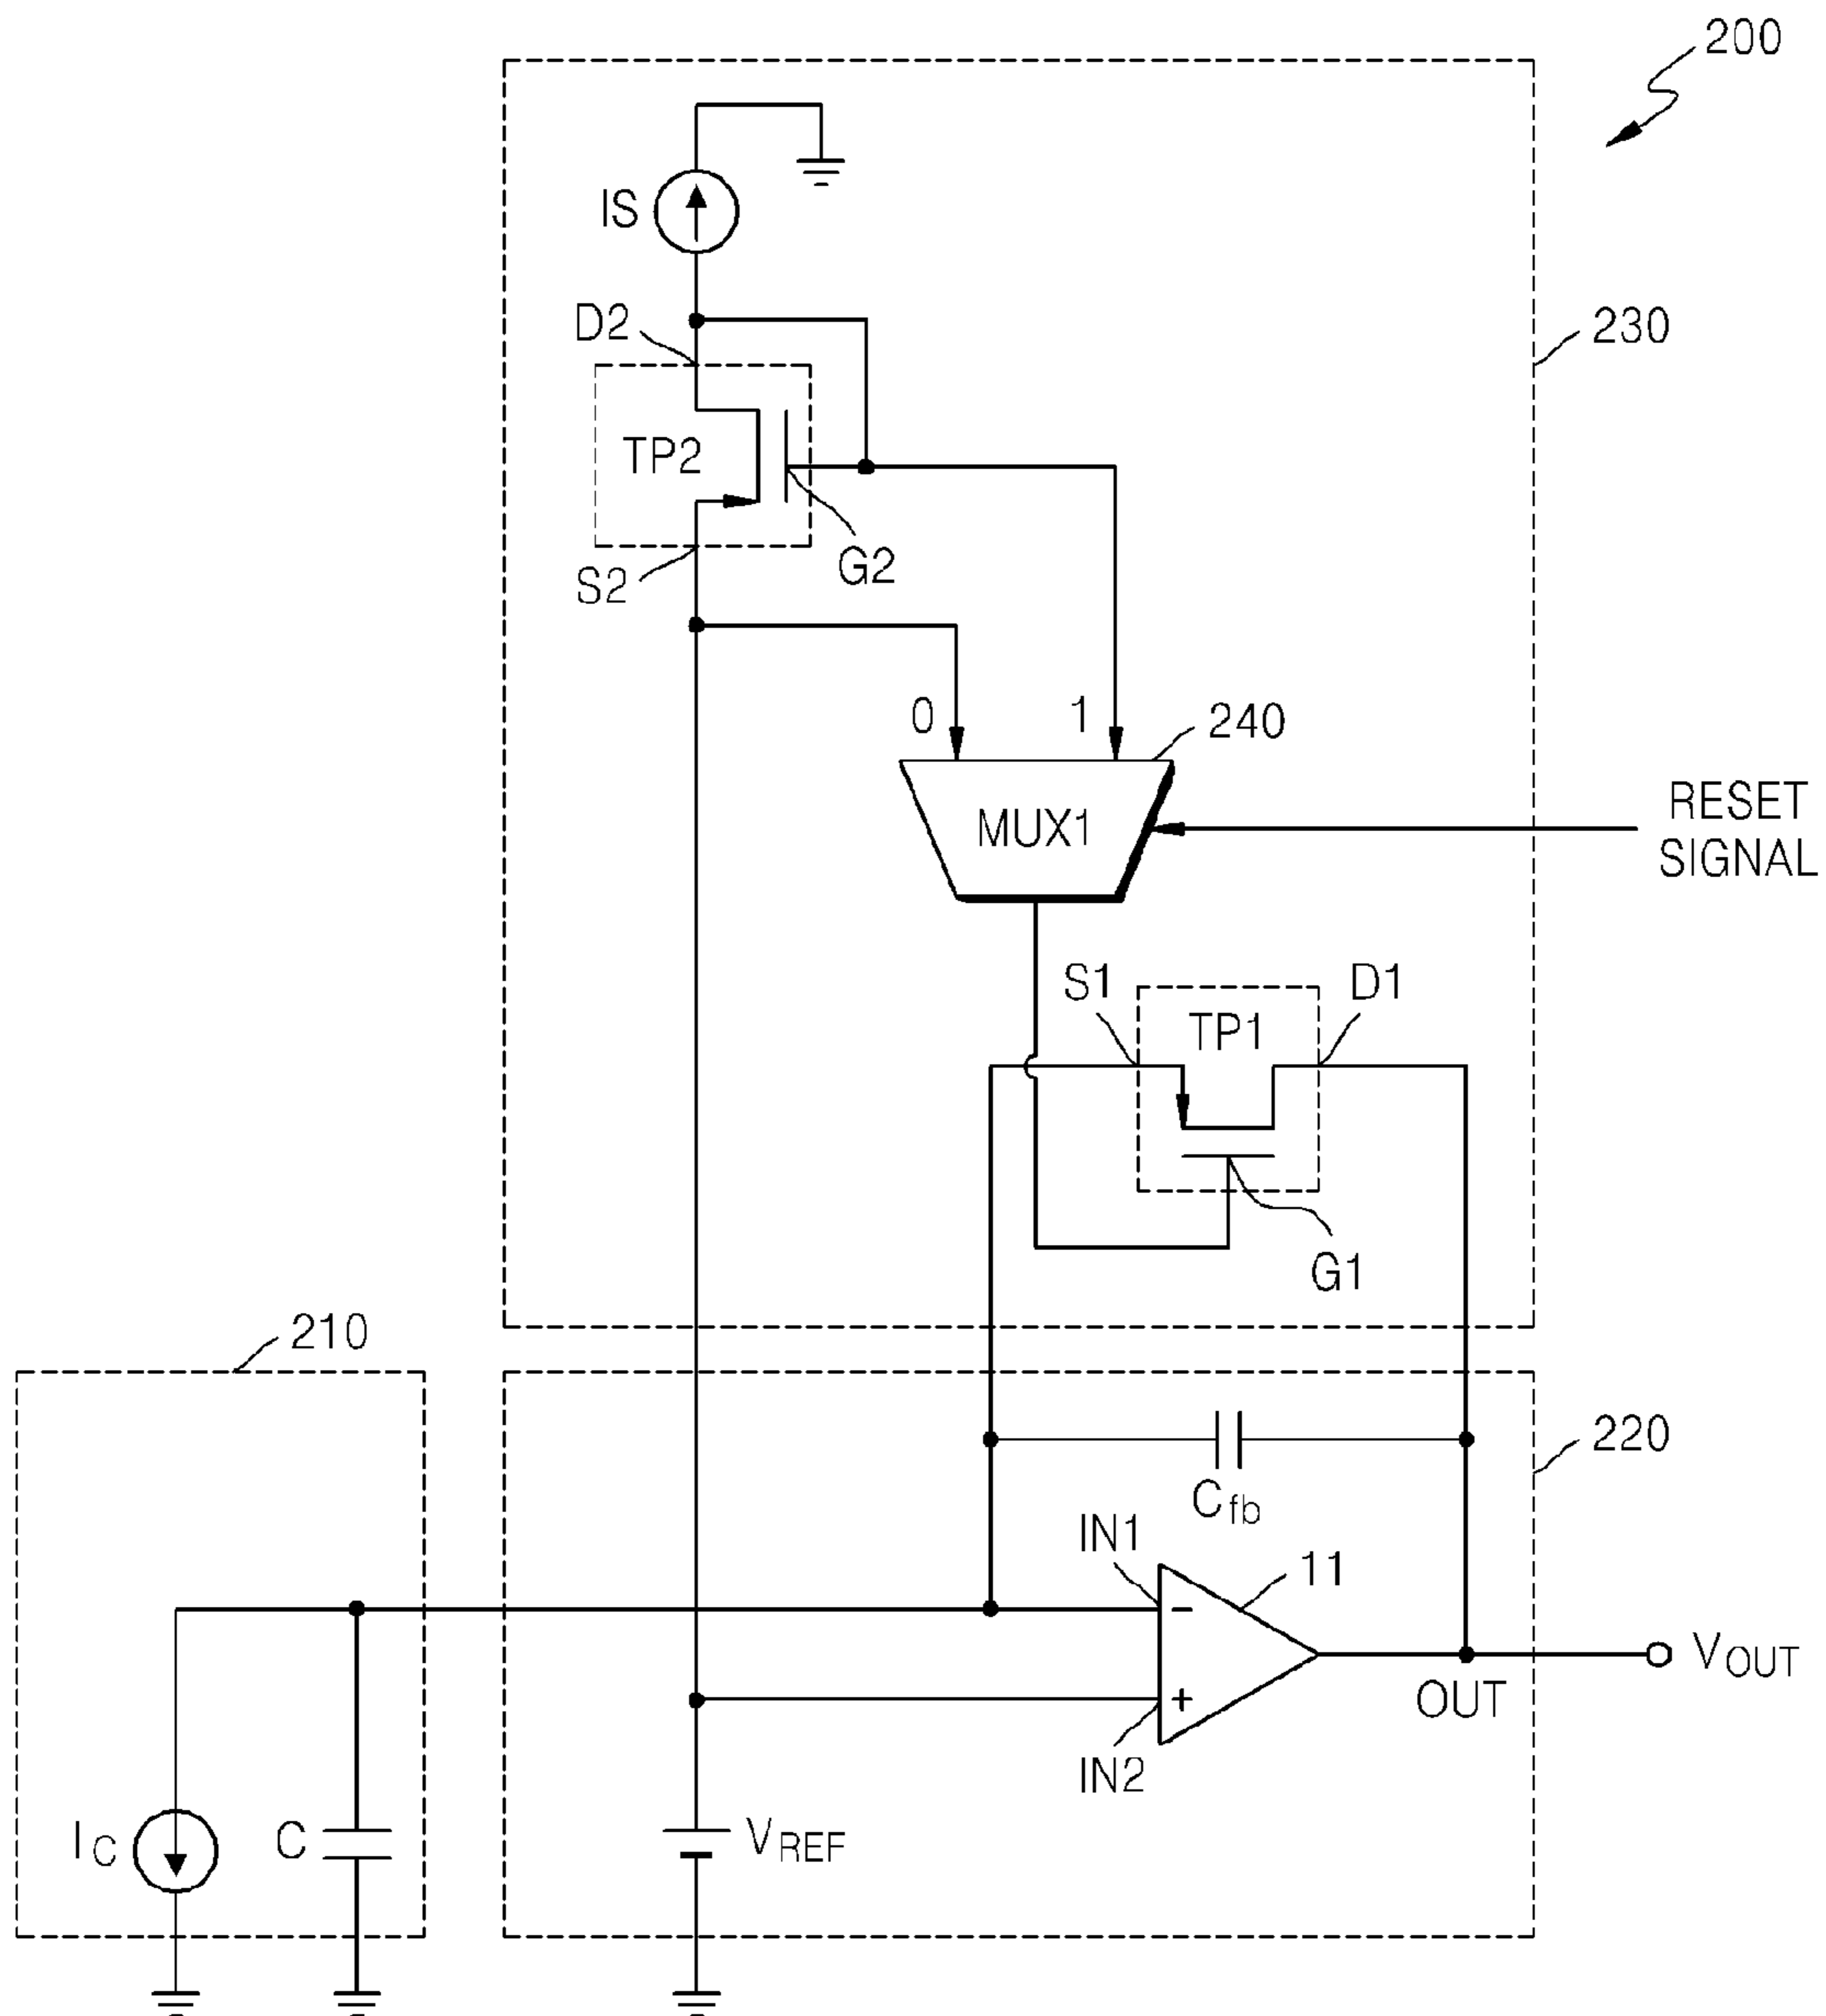 200
IS
D2
230
TP2
G2
S2
0
1
240
MUX1
RESET
SIGNAL
S1
D1
TP1
G1
210
220
Cfb
IN1
11
−
VOUT
OUT
+
IN2
IC
C
VREF